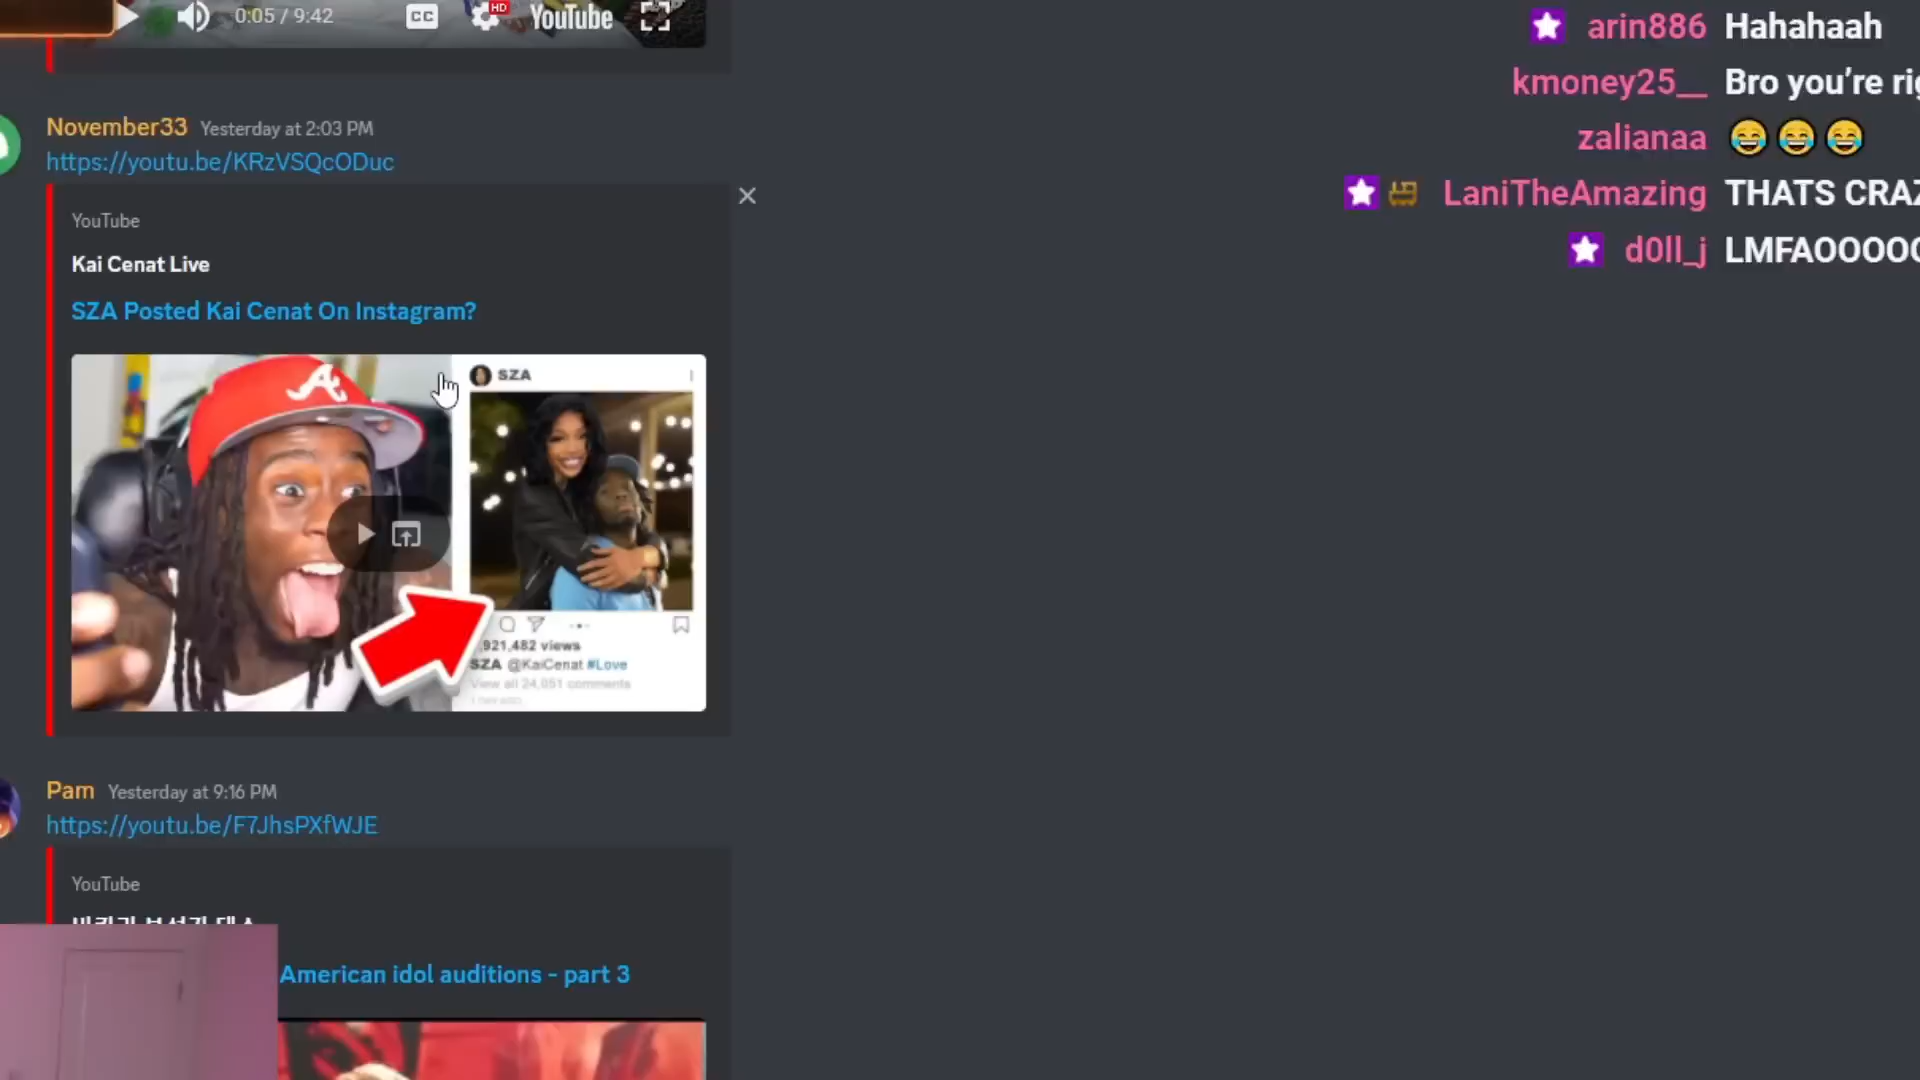 0:05 / 9:42
CC
HD
YouTube
November33 Yesterday at 2:03 PM
https://youtu.be/KRzVSQcODuc
YouTube
Kai Cenat Live
SZA Posted Kai Cenat On Instagram?
A
SZA
921,482 views
SZA @KaiCenat #Love
View all 24,051 comments
Pam Yesterday at 9:16 PM
https://youtu.be/F7JhsPXfWJE
YouTube
American idol auditions - part 3
arin886 Hahahaah
kmoney25__ Bro you’re rig
zalianaa 😂😂😂
LaniTheAmazing THATS CRAZ
d0ll_j LMFAOOOOO